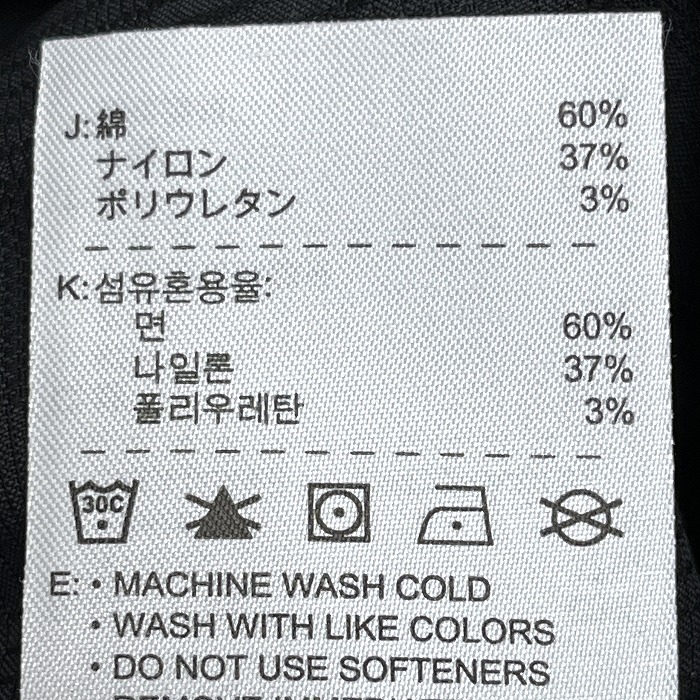 J: 綿 60%
ナイロン 37%
ポリウレタン 3%
K: 섬유혼용율:
면 60%
나일론 37%
폴리우레탄 3%
30C
E: • MACHINE WASH COLD
• WASH WITH LIKE COLORS
• DO NOT USE SOFTENERS